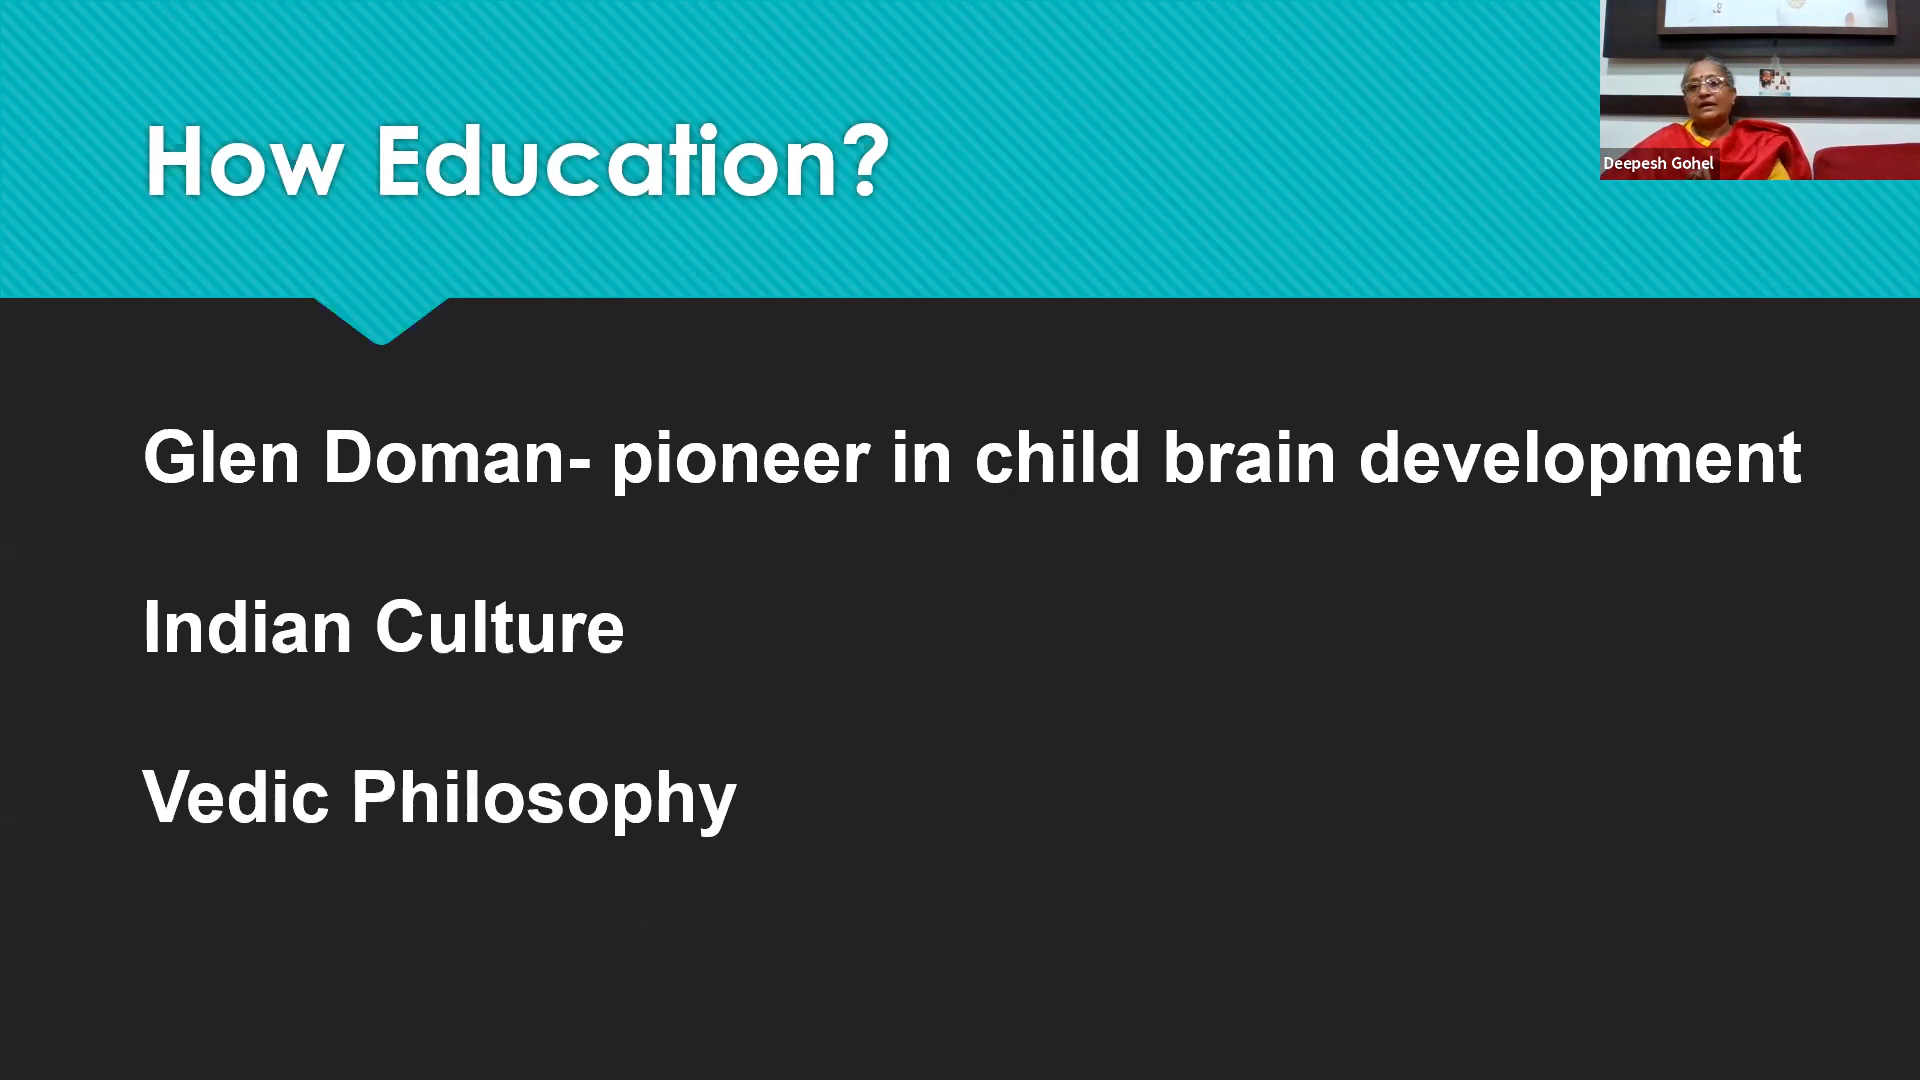 How Education?
Deepesh Gohel
Glen Doman- pioneer in child brain development
Indian Culture
Vedic Philosophy